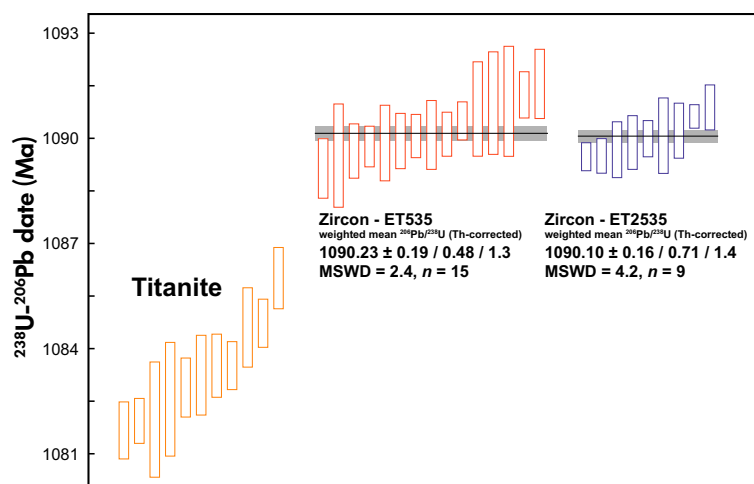 1093
1090
1087
1084
1081
²³⁸U-²⁰⁶Pb date (Ma)
Titanite
Zircon - ET535
weighted mean ²⁰⁶Pb/²³⁸U (Th-corrected)
1090.23 ± 0.19 / 0.48 / 1.3
MSWD = 2.4, n = 15
Zircon - ET2535
weighted mean ²⁰⁶Pb/²³⁸U (Th-corrected)
1090.10 ± 0.16 / 0.71 / 1.4
MSWD = 4.2, n = 9